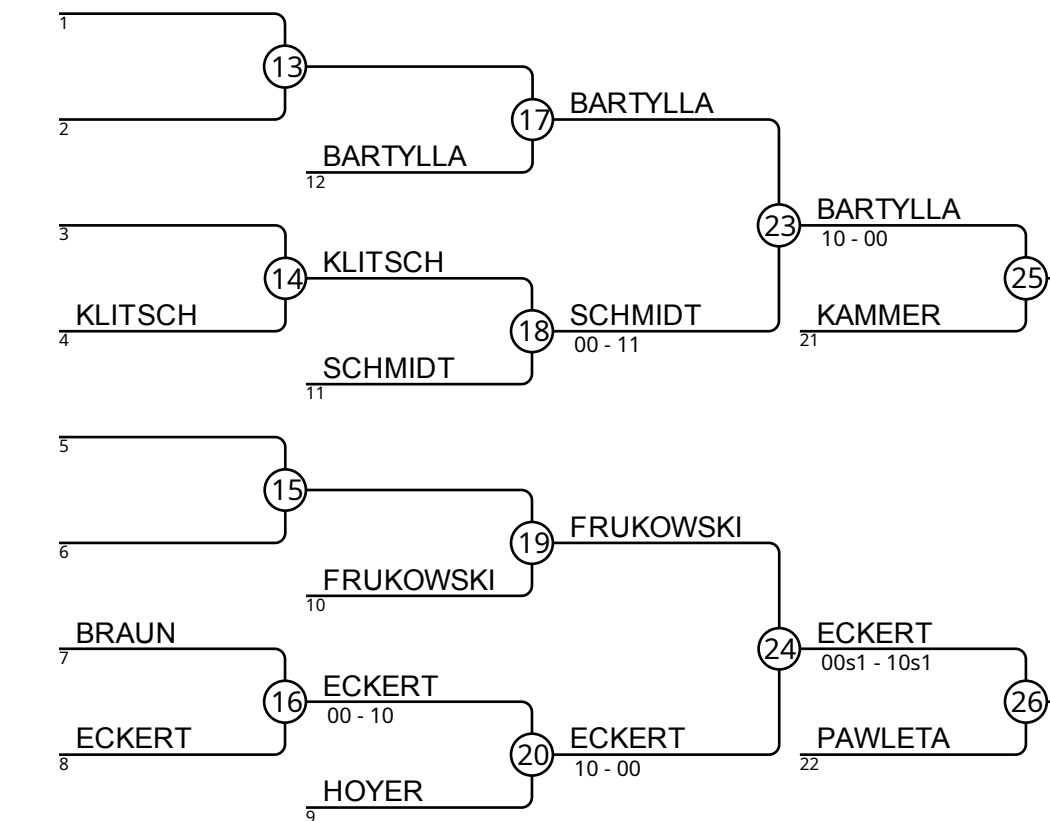 1
13
2
BARTYLLA
12
17
BARTYLLA
3
14
KLITSCH
KLITSCH
4
18
SCHMIDT
00 - 11
SCHMIDT
11
23
BARTYLLA
10 - 00
25
KAMMER
21
5
15
6
19
FRUKOWSKI
FRUKOWSKI
10
BRAUN
7
16
ECKERT
00 - 10
ECKERT
8
20
ECKERT
10 - 00
HOYER
9
24
ECKERT
00s1 - 10s1
26
PAWLETA
22